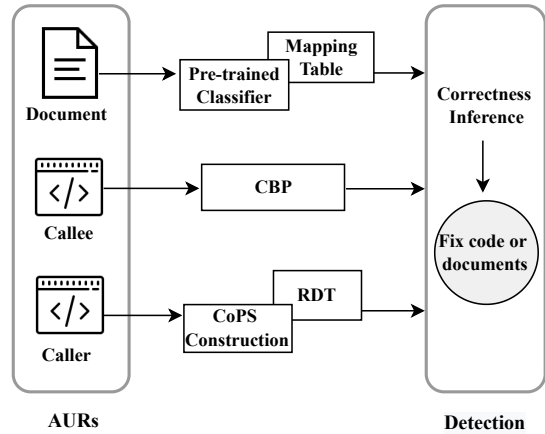 Document
</>
Callee
</>
Caller
AURs
Mapping
Table
Pre-trained
Classifier
CBP
RDT
CoPS
Construction
Correctness
Inference
Fix code or
documents
Detection